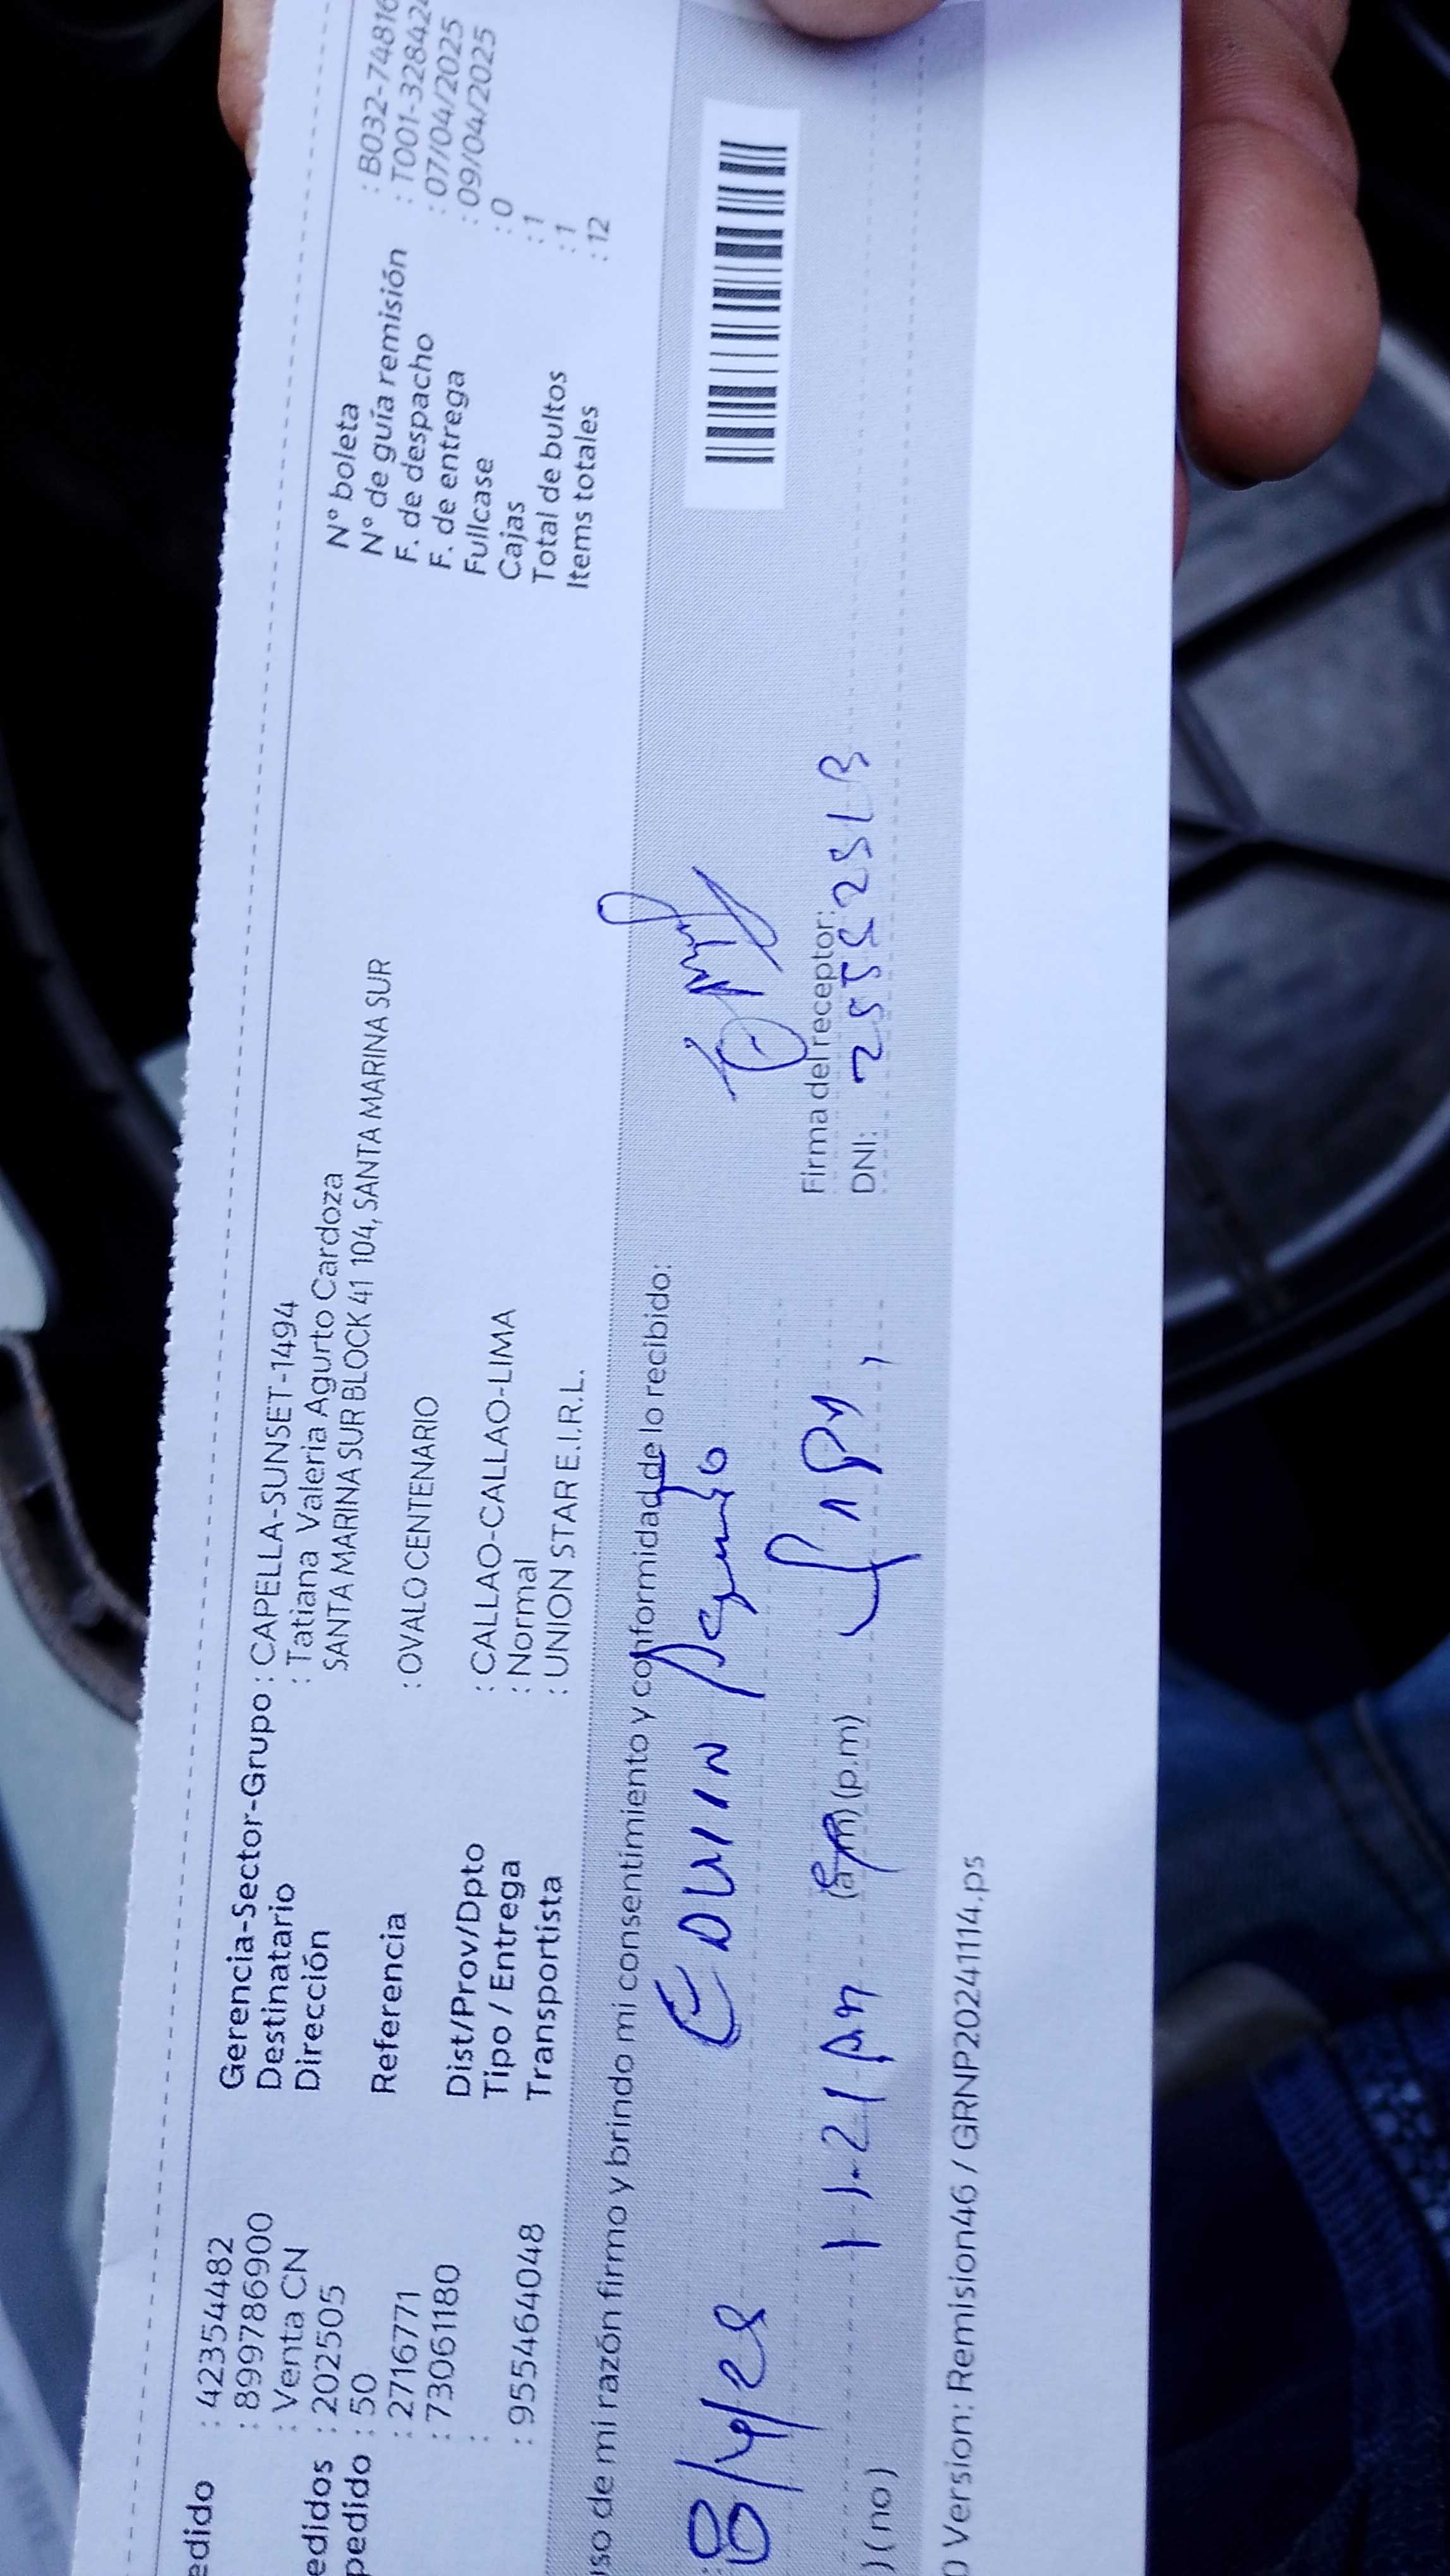 edido : 42354482
: 899786900
: Venta CN
edidos : 202505
pedido : 50
: 2716771
: 73061180
:
: 955464048
Gerencia-Sector-Grupo : CAPELLA-SUNSET-1494
Destinatario : Tatiana Valeria Agurto Cardoza
Dirección SANTA MARINA SUR BLOCK 41 104, SANTA MARINA SUR
Referencia : OVALO CENTENARIO
Dist/Prov/Dpto : CALLAO-CALLAO-LIMA
Tipo / Entrega : Normal
Transportista : UNION STAR E.I.R.L.
N° boleta : B032-74816
N° de guía remisión : T001-328424
F. de despacho : 07/04/2025
F. de entrega : 09/04/2025
Fullcase : 0
Cajas : 1
Total de bultos : 1
Items totales : 12
uso de mi razón firmo y brindo mi consentimiento y conformidad de lo recibido:
8/4/25 EDWIN Agurto
Firma del receptor:
) (no) 11.21 AM (a.m) (p.m) DNI:
0 Version: Remision46 / GRNP20241114.ps